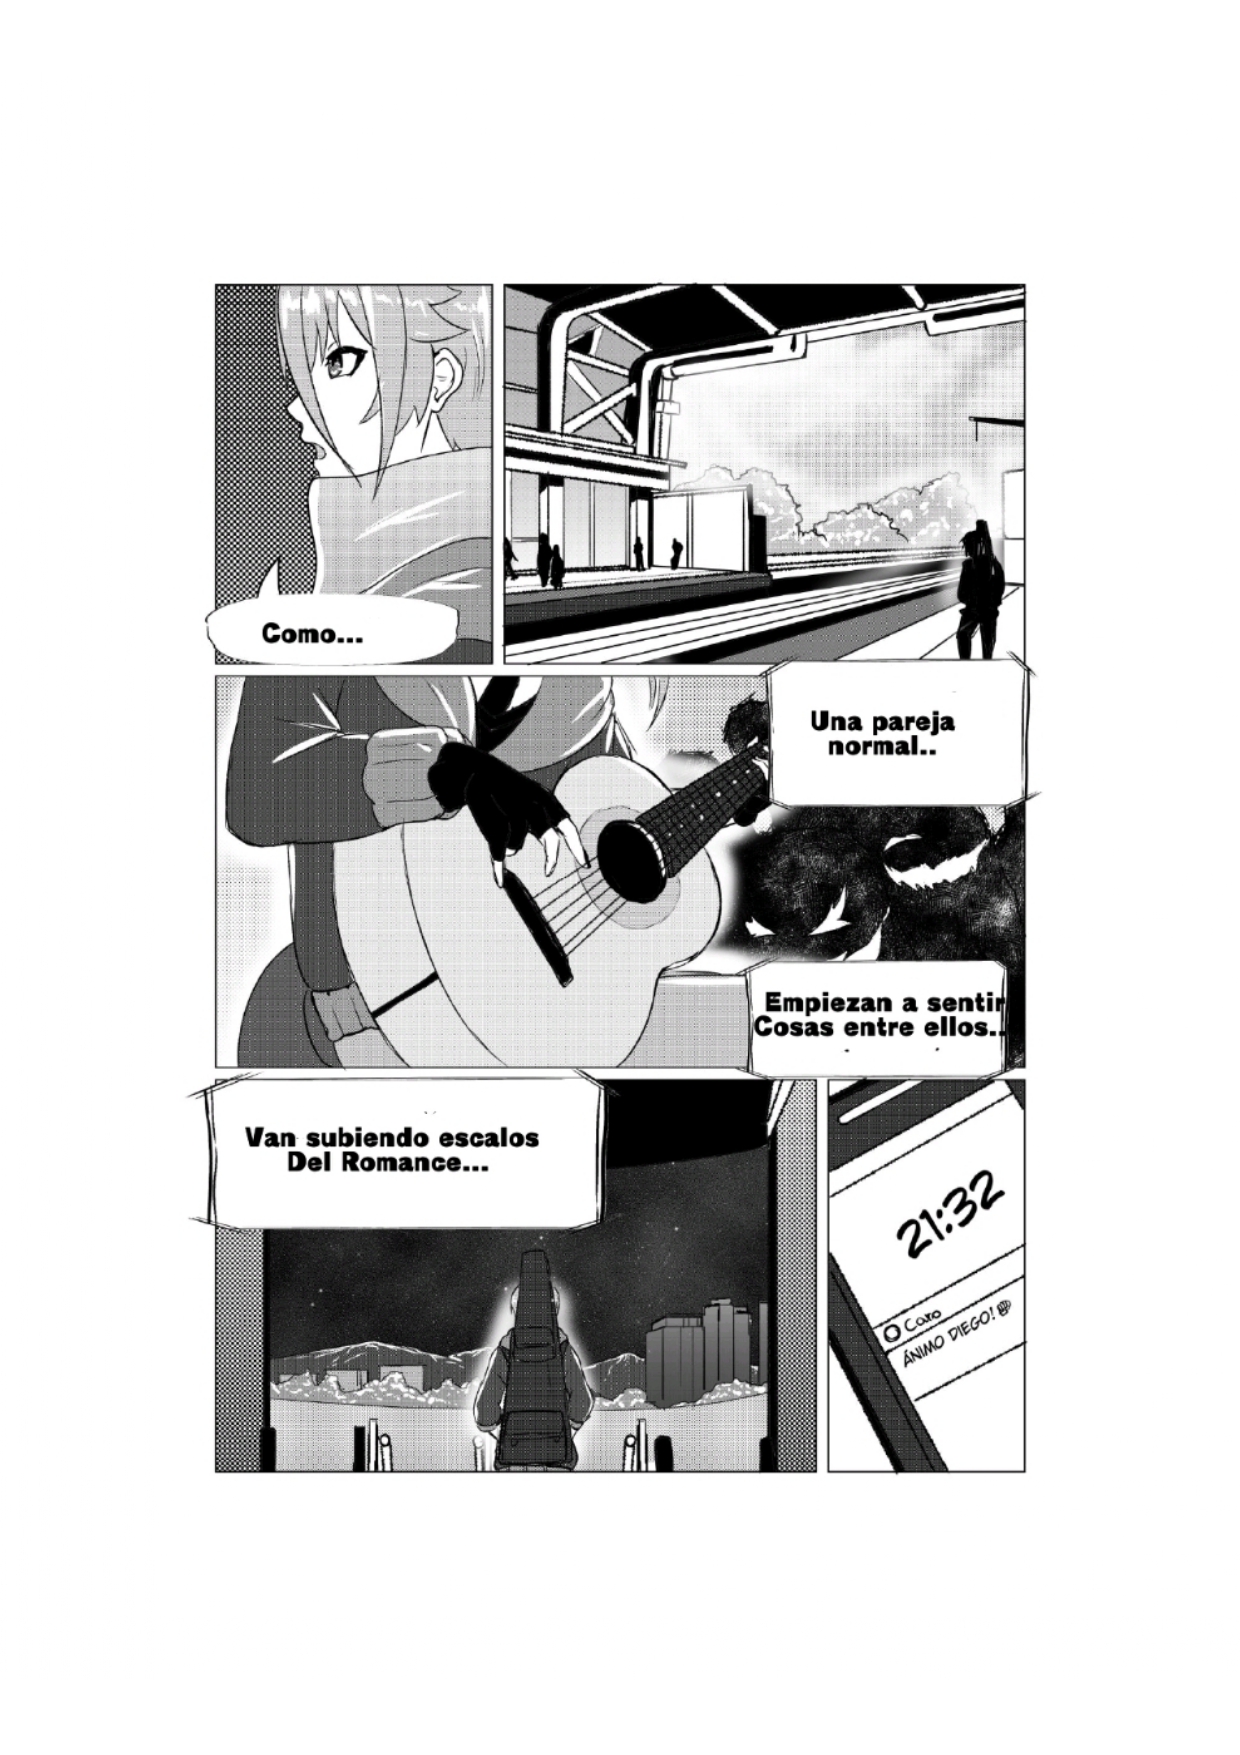 Como...
Una pareja
normal..
Empiezan a sentir
Cosas entre ellos..
Van subiendo escalos
Del Romance...
21:32
Caro
ÁNIMO DIEGO!